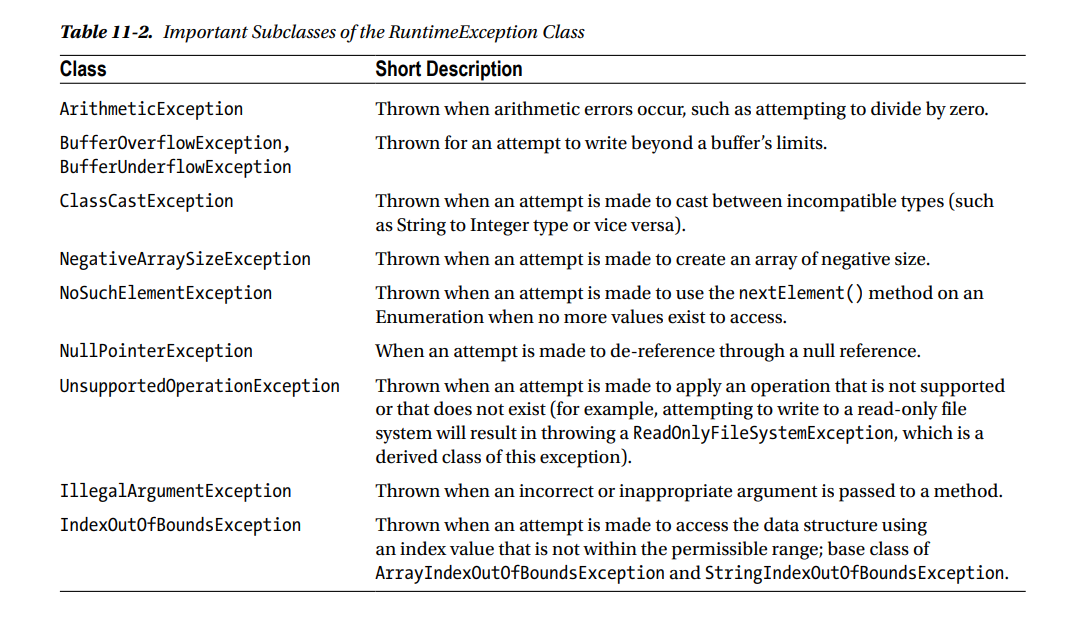 Table 11-2. Important Subclasses of the RuntimeException Class
Class Short Description
ArithmeticException Thrown when arithmetic errors occur, such as attempting to divide by zero.
BufferOverflowException, Thrown for an attempt to write beyond a buffer’s limits.
BufferUnderflowException
ClassCastException Thrown when an attempt is made to cast between incompatible types (such
as String to Integer type or vice versa).
NegativeArraySizeException Thrown when an attempt is made to create an array of negative size.
NoSuchElementException Thrown when an attempt is made to use the nextElement() method on an
Enumeration when no more values exist to access.
NullPointerException When an attempt is made to de-reference through a null reference.
UnsupportedOperationException Thrown when an attempt is made to apply an operation that is not supported
or that does not exist (for example, attempting to write to a read-only file
system will result in throwing a ReadOnlyFileSystemException, which is a
derived class of this exception).
IllegalArgumentException Thrown when an incorrect or inappropriate argument is passed to a method.
IndexOutOfBoundsException Thrown when an attempt is made to access the data structure using
an index value that is not within the permissible range; base class of
ArrayIndexOutOfBoundsException and StringIndexOutOfBoundsException.